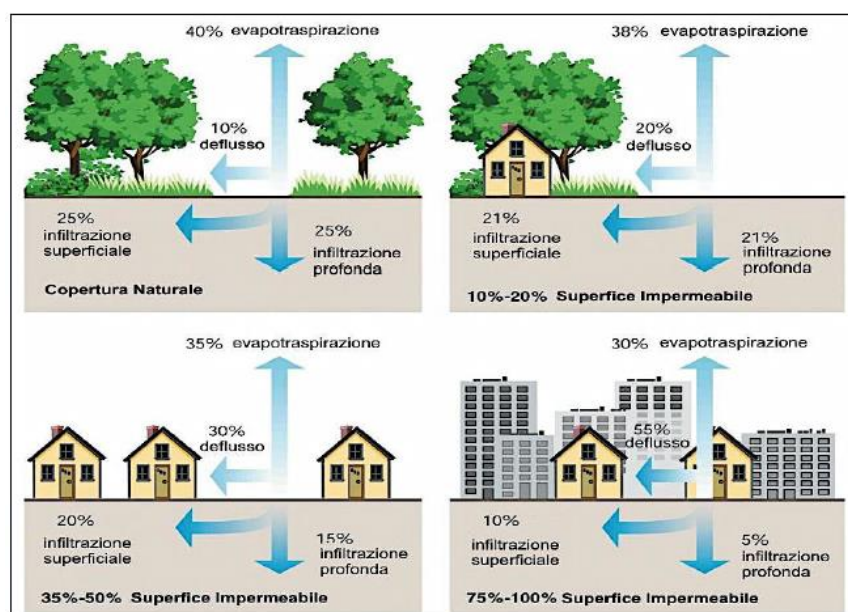 40% evapotraspirazione
10%
deflusso
25%
infiltrazione
superficiale
25%
infiltrazione
profonda
Copertura Naturale
38% evapotraspirazione
20%
deflusso
21%
infiltrazione
superficiale
21%
infiltrazione
profonda
10%-20% Superfice Impermeabile
35% evapotraspirazione
30%
deflusso
20%
infiltrazione
superficiale
15%
infiltrazione
profonda
35%-50% Superfice Impermeabile
30% evapotraspirazione
55%
deflusso
10%
infiltrazione
superficiale
5%
infiltrazione
profonda
75%-100% Superfice Impermeabile